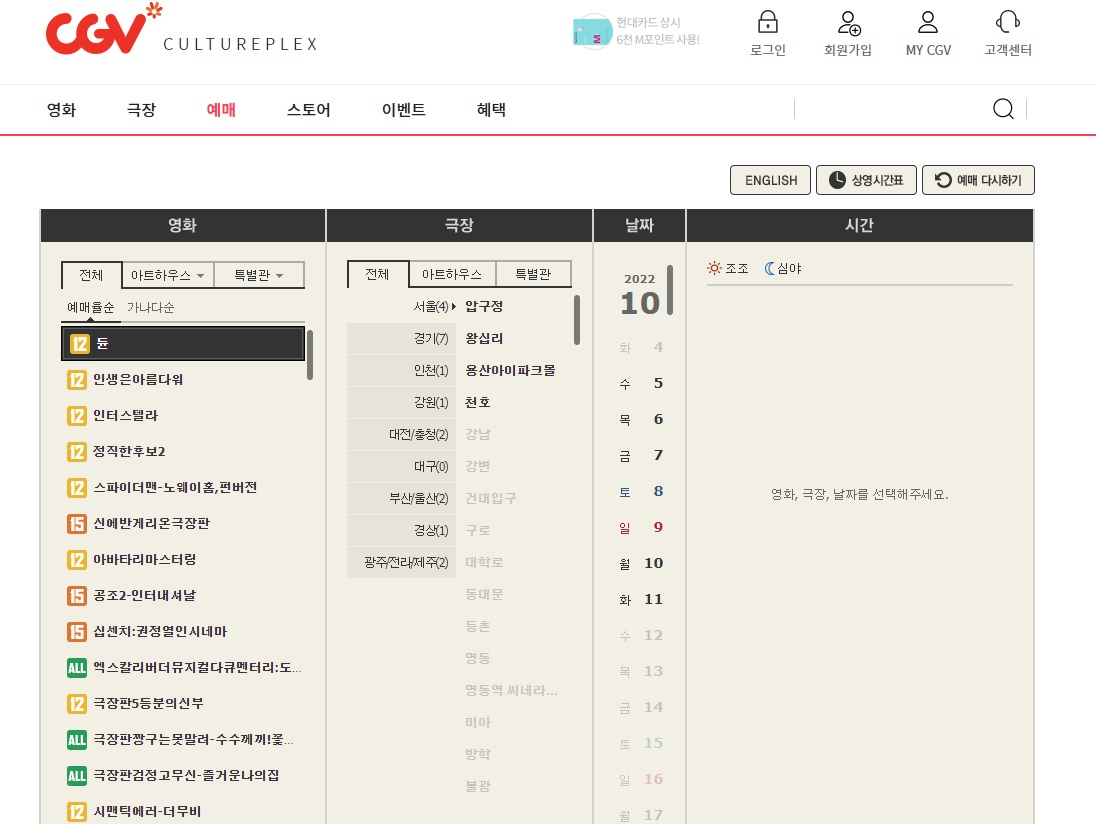 CGV CULTUREPLEX
현대카드 상시
6천 M포인트 사용!
로그인 회원가입 MY CGV 고객센터
영화 극장 예매 스토어 이벤트 혜택
ENGLISH 상영시간표 예매 다시하기
영화
전체 아트하우스 특별관
예매율순 가나다순
12 듄
12 인생은아름다워
12 인터스텔라
12 정직한후보2
12 스파이더맨-노웨이홈,펀버전
15 신에반게리온극장판
12 아바타리마스터링
15 공조2-인터내셔날
15 십센치:권정열인시네마
ALL 엑스칼리버더뮤지컬다큐멘터리:도...
12 극장판5등분의신부
ALL 극장판짱구는못말려-수수께끼!꽃...
ALL 극장판검정고무신-즐거운나의집
12 시맨틱에러-더무비
극장
전체 아트하우스 특별관
서울(4)
경기(7)
인천(1)
강원(1)
대전/충청(2)
대구(0)
부산/울산(2)
경상(1)
광주/전라/제주(2)
압구정
왕십리
용산아이파크몰
천호
강남
강변
건대입구
구로
대학로
동대문
등촌
명동
명동역 씨네라...
미아
방학
불광
날짜
2022
10
화 4
수 5
목 6
금 7
토 8
일 9
월 10
화 11
수 12
목 13
금 14
토 15
일 16
월 17
시간
조조 심야
영화, 극장, 날짜를 선택해주세요.